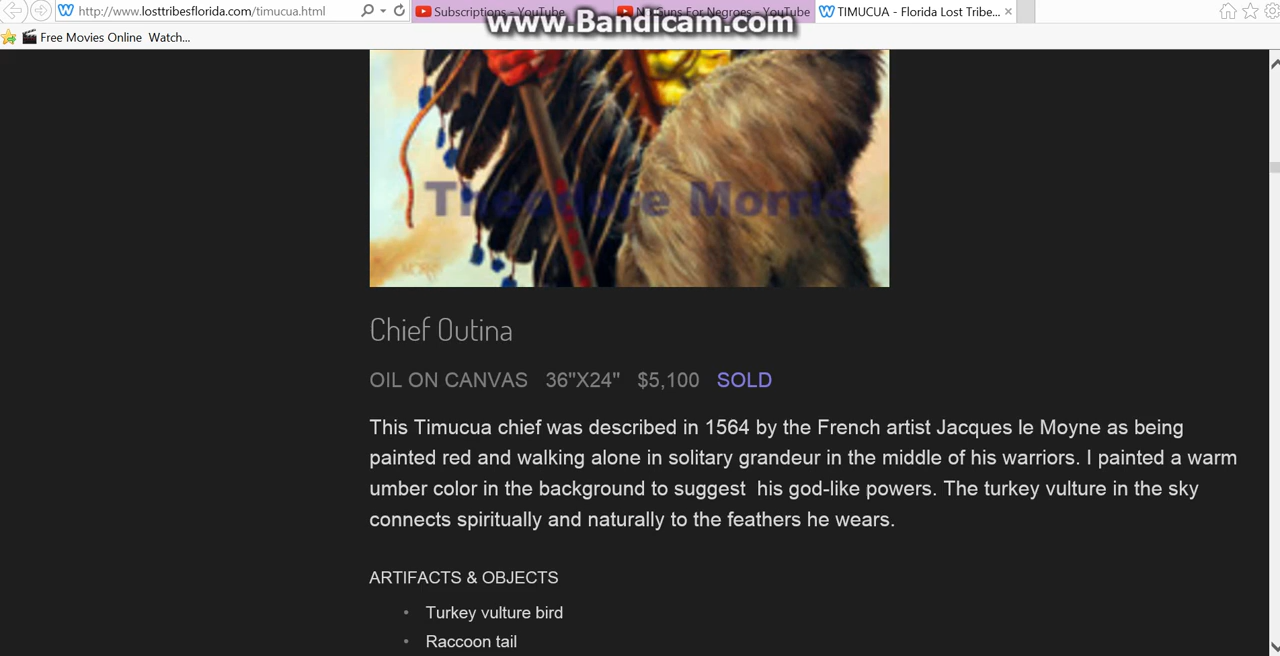 http://www.losttribesflorida.com/timucua.html
Subscriptions - YouTube
No Guns For Negroes - YouTube
TIMUCUA - Florida Lost Tribe...
www.Bandicam.com
Free Movies Online Watch...
Theodore Morris
MORRIS
Chief Outina
OIL ON CANVAS 36"X24" $5,100 SOLD
This Timucua chief was described in 1564 by the French artist Jacques le Moyne as being
painted red and walking alone in solitary grandeur in the middle of his warriors. I painted a warm
umber color in the background to suggest his god-like powers. The turkey vulture in the sky
connects spiritually and naturally to the feathers he wears.
ARTIFACTS & OBJECTS
• Turkey vulture bird
• Raccoon tail